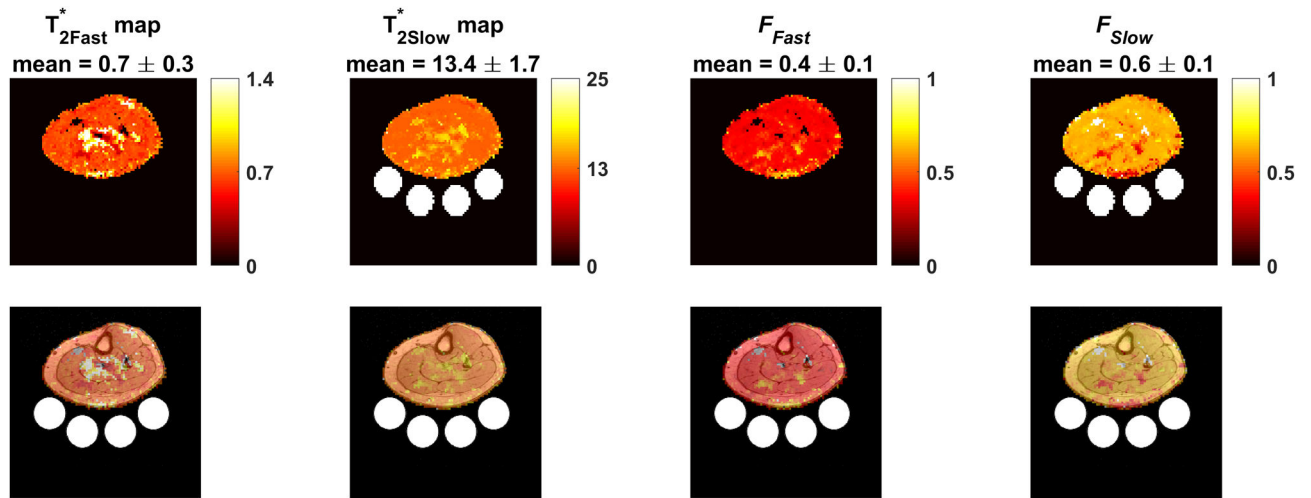 T*2Fast map
mean = 0.7 ± 0.3
1.4
0.7
0
T*2Slow map
mean = 13.4 ± 1.7
25
13
0
FFast
mean = 0.4 ± 0.1
1
0.5
0
FSlow
mean = 0.6 ± 0.1
1
0.5
0